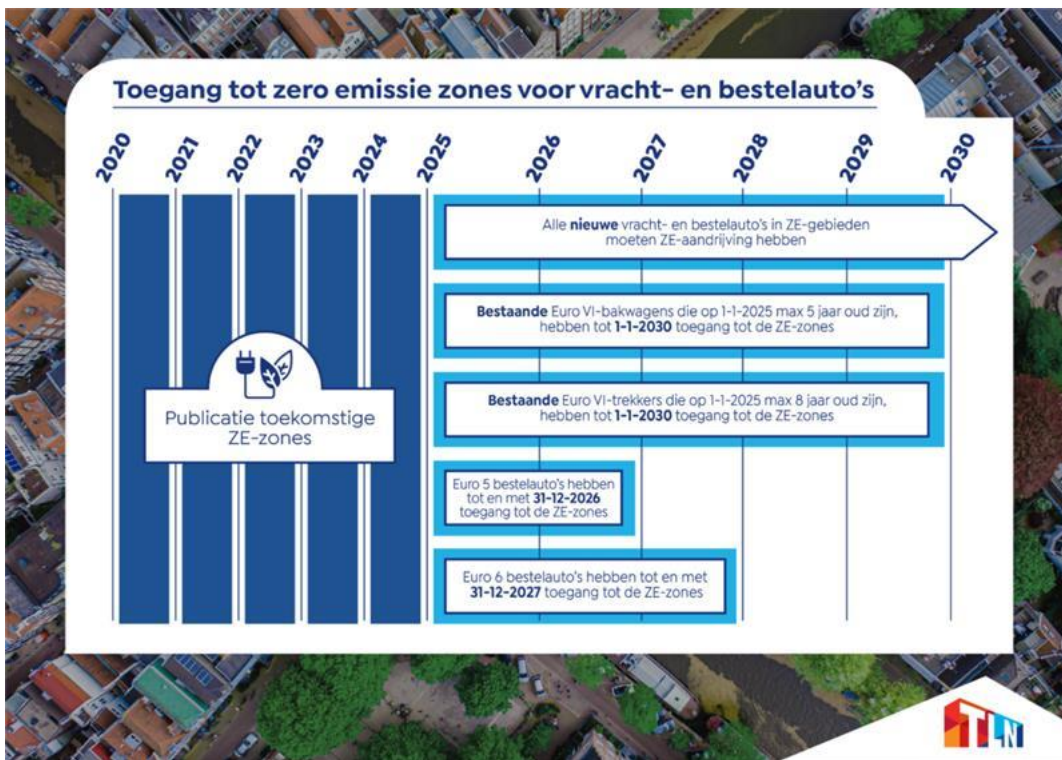 Toegang tot zero emissie zones voor vracht- en bestelauto's
2020
2021
2022
2023
2024
2025
2026
2027
2028
2029
2030
Alle nieuwe vracht- en bestelauto's in ZE-gebieden
moeten ZE-aandrijving hebben
Bestaande Euro VI-bakwagens die op 1-1-2025 max 5 jaar oud zijn,
hebben tot 1-1-2030 toegang tot de ZE-zones
Publicatie toekomstige
ZE-zones
Bestaande Euro VI-trekkers die op 1-1-2025 max 8 jaar oud zijn,
hebben tot 1-1-2030 toegang tot de ZE-zones
Euro 5 bestelauto's hebben
tot en met 31-12-2026
toegang tot de ZE-zones
Euro 6 bestelauto's hebben tot en met
31-12-2027 toegang tot de ZE-zones
TLN